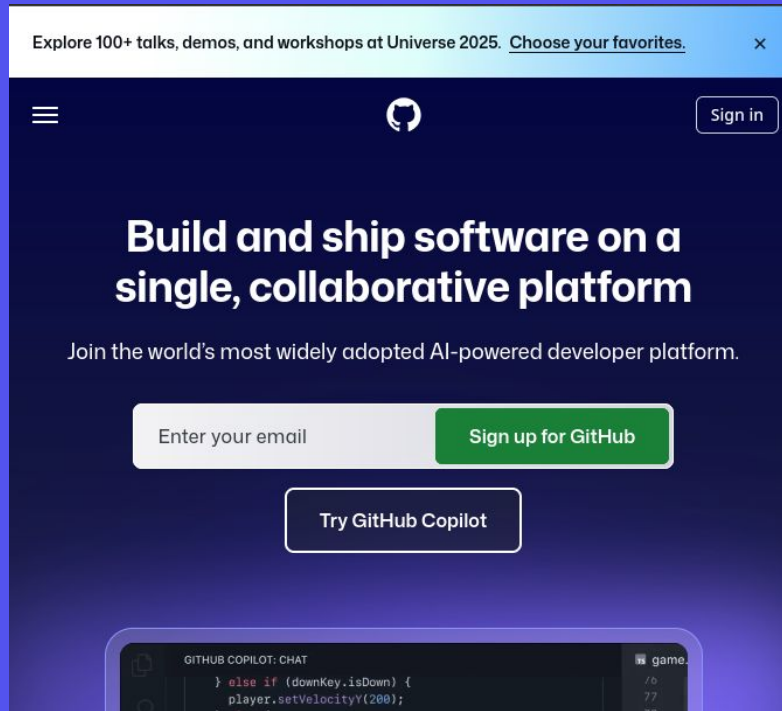 Explore 100+ talks, demos, and workshops at Universe 2025. Choose your favorites.
Sign in
Build and ship software on a
single, collaborative platform
Join the world's most widely adopted AI-powered developer platform.
Enter your email
Sign up for GitHub
Try GitHub Copilot
GITHUB COPILOT: CHAT
TS game.
} else if (downKey.isDown) {
76
player.setVelocityY(200);
77